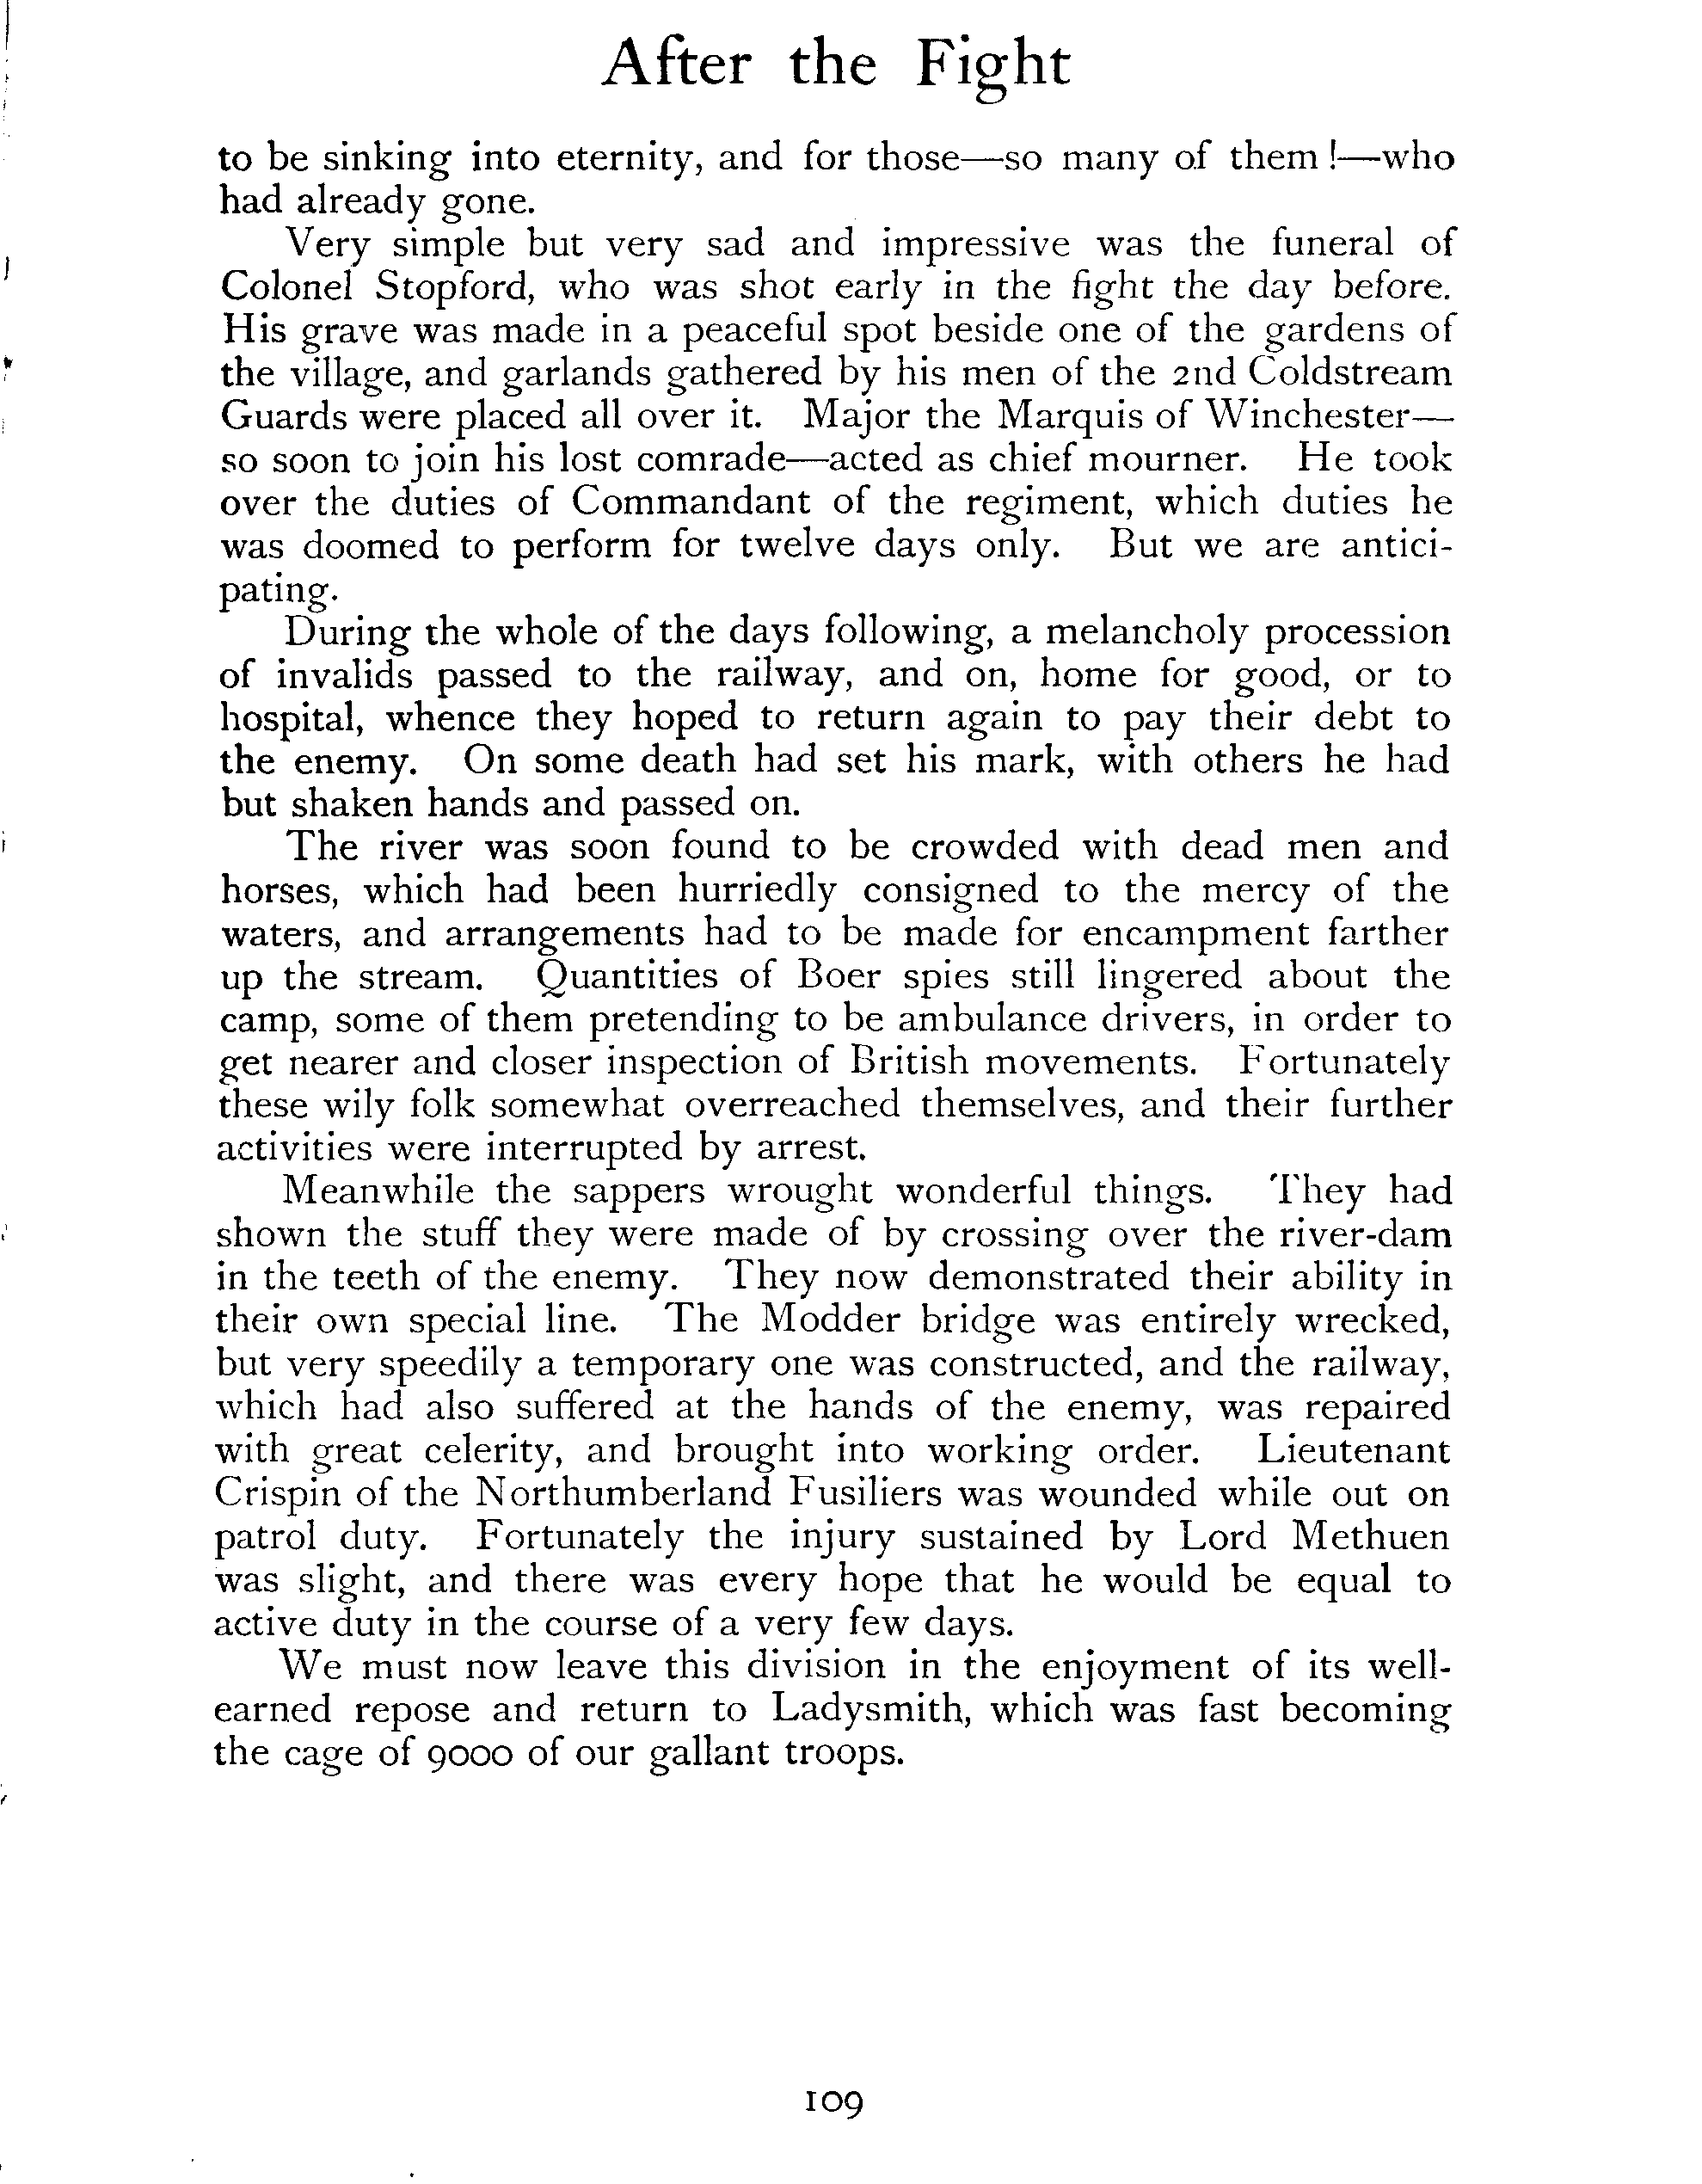 After the Fight
to be sinking into eternity, and for those—so many of them!—who
had already gone.
Very simple but very sad and impressive was the funeral of
Colonel Stopford, who was shot early in the fight the day before.
His grave was made in a peaceful spot beside one of the gardens of
the village, and garlands gathered by his men of the 2nd Coldstream
Guards were placed all over it. Major the Marquis of Winchester—
so soon to join his lost comrade—acted as chief mourner. He took
over the duties of Commandant of the regiment, which duties he
was doomed to perform for twelve days only. But we are antici-
pating.
During the whole of the days following, a melancholy procession
of invalids passed to the railway, and on, home for good, or to
hospital, whence they hoped to return again to pay their debt to
the enemy. On some death had set his mark, with others he had
but shaken hands and passed on.
The river was soon found to be crowded with dead men and
horses, which had been hurriedly consigned to the mercy of the
waters, and arrangements had to be made for encampment farther
up the stream. Quantities of Boer spies still lingered about the
camp, some of them pretending to be ambulance drivers, in order to
get nearer and closer inspection of British movements. Fortunately
these wily folk somewhat overreached themselves, and their further
activities were interrupted by arrest.
Meanwhile the sappers wrought wonderful things. They had
shown the stuff they were made of by crossing over the river-dam
in the teeth of the enemy. They now demonstrated their ability in
their own special line. The Modder bridge was entirely wrecked,
but very speedily a temporary one was constructed, and the railway,
which had also suffered at the hands of the enemy, was repaired
with great celerity, and brought into working order. Lieutenant
Crispin of the Northumberland Fusiliers was wounded while out on
patrol duty. Fortunately the injury sustained by Lord Methuen
was slight, and there was every hope that he would be equal to
active duty in the course of a very few days.
We must now leave this division in the enjoyment of its well-
earned repose and return to Ladysmith, which was fast becoming
the cage of 9000 of our gallant troops.
109